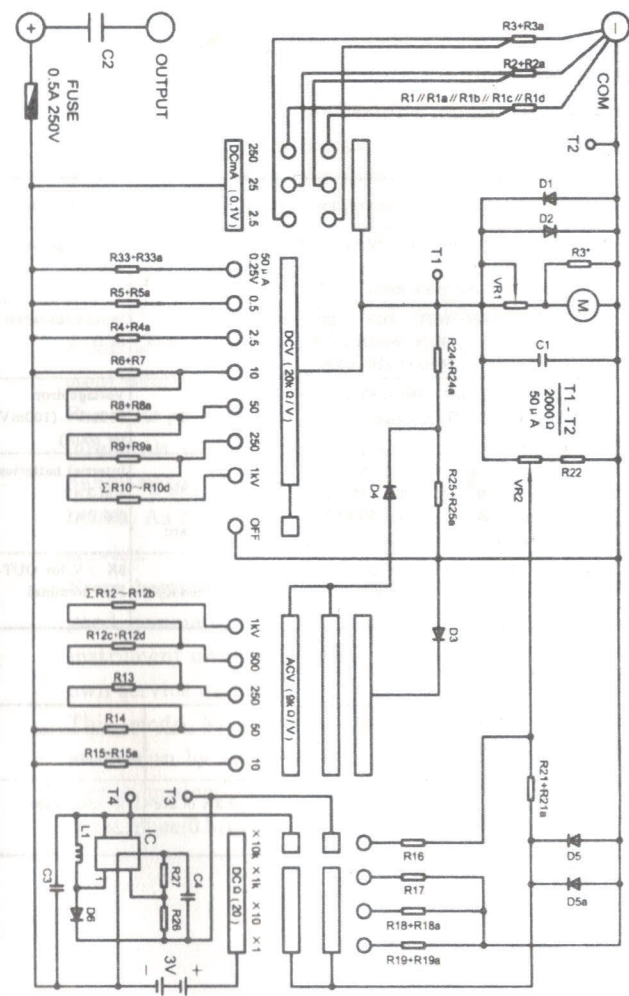 +
C2
OUTPUT
FUSE
0.5A 250V
R3+R3a
R2+R2a
R1//R1a//R1b//R1c//R1d
−
COM
T2
250
25
2.5
DCmA (0.1V)
D1
D2
R3*
VR1
M
C1
T1 - T2
2000Ω
50μA
R22
VR2
T1
R24+R24a
R25+R25a
D4
D3
R33+R33a
R5+R5a
R4+R4a
R6+R7
R8+R8a
R9+R9a
ΣR10~R10d
50μA
0.25V
0.5
2.5
10
50
250
1kV
OFF
DCV (20kΩ/V)
ΣR12~R12b
R12c+R12d
R13
R14
R15+R15a
1kV
500
250
50
10
ACV (9kΩ/V)
R21+R21a
D5
D5a
R16
R17
R18+R18a
R19+R19a
T4
T3
IC
1
L1
C3
D6
R27
R26
C4
×10k ×1k ×10 ×1
DCΩ (20)
3V
−
+